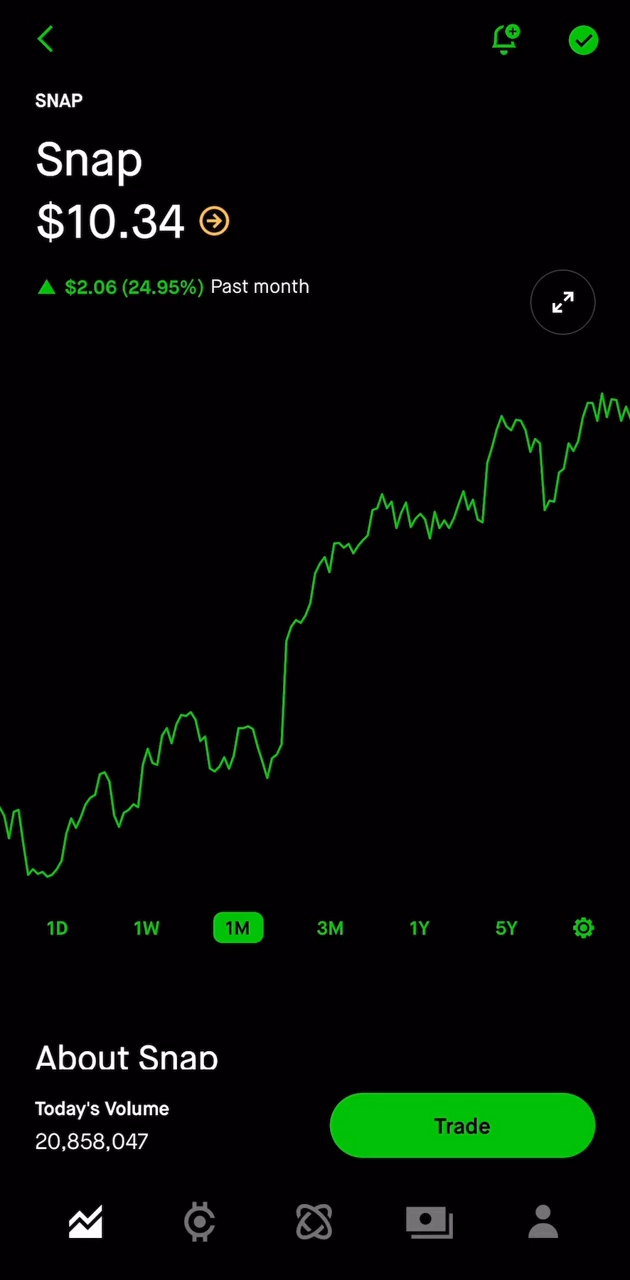 SNAP
Snap
$10.34
$2.06 (24.95%) Past month
1D 1W 1M 3M 1Y 5Y
About Snap
Today's Volume
20,858,047
Trade